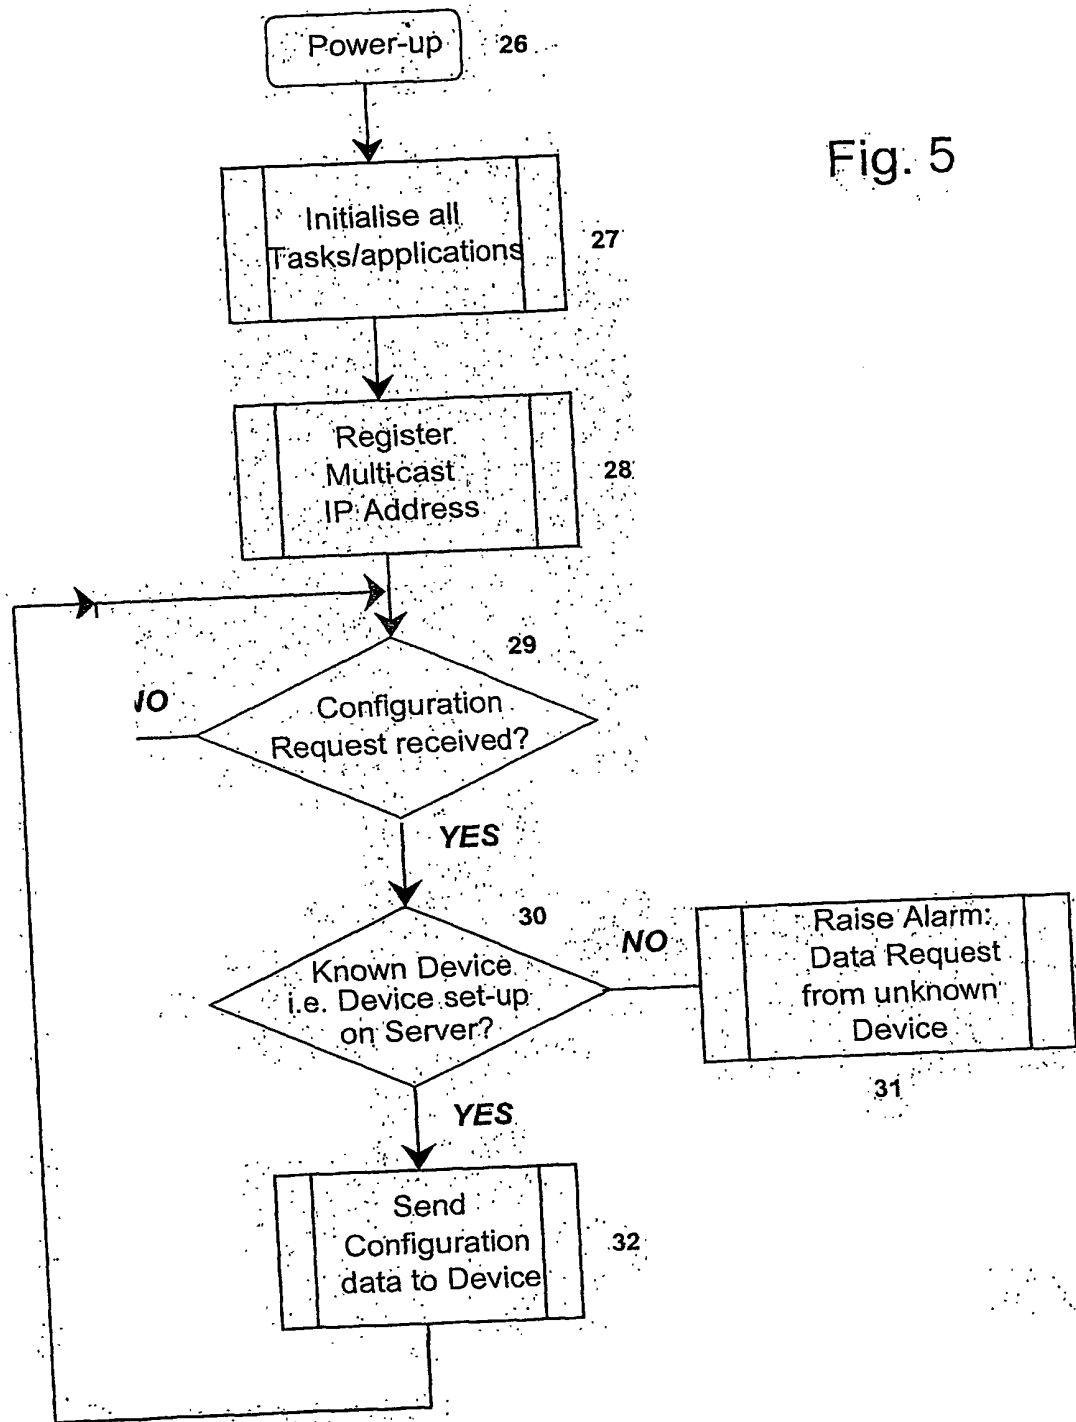 Power-up
26
Fig. 5
Initialise all
Tasks/applications
27
Register
Multi-cast
IP Address
28
29
NO
Configuration
Request received?
YES
30
Known Device
i.e. Device set-up
on Server?
NO
Raise Alarm:
Data Request
from unknown
Device
31
YES
Send
Configuration
data to Device
32